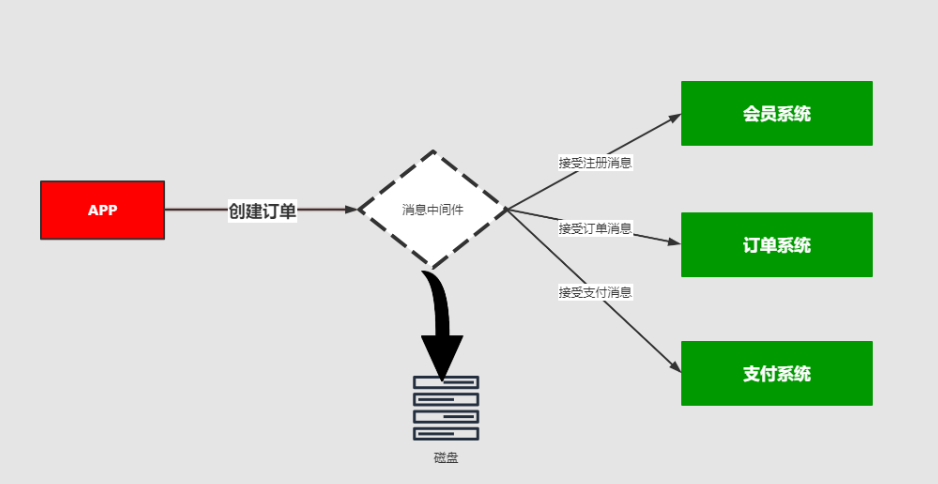 会员系统
接受注册消息
APP
创建订单
消息中间件
接受订单消息
订单系统
接受支付消息
支付系统
磁盘